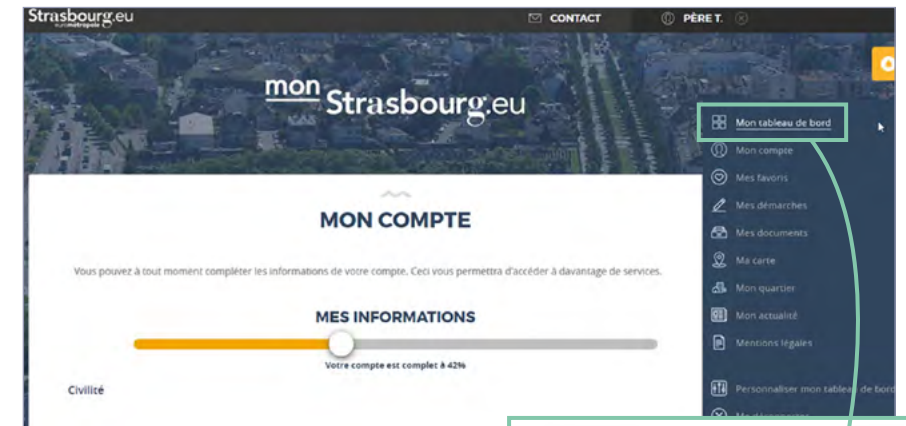 Strasbourg.eu
eurométropole
CONTACT
PÈRE T.
mon
Strasbourg.eu
Mon tableau de bord
Mon compte
Mes favoris
Mes démarches
Mes documents
Ma carte
Mon quartier
Mon actualité
Mentions légales
Personnaliser mon tableau de bord
MON COMPTE
Vous pouvez à tout moment compléter les informations de votre compte. Ceci vous permettra d'accéder à davantage de services.
MES INFORMATIONS
Votre compte est complet à 42%
Civilité